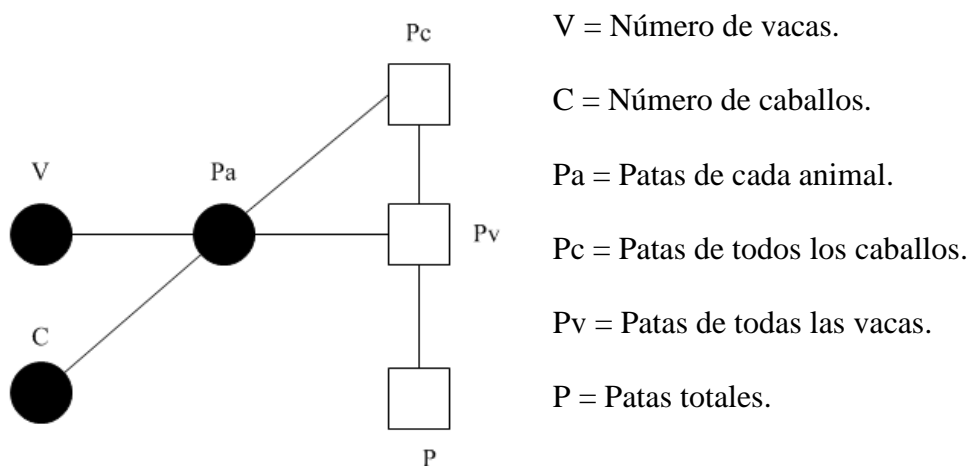 Pc
V
Pa
Pv
C
P
V = Número de vacas.
C = Número de caballos.
Pa = Patas de cada animal.
Pc = Patas de todos los caballos.
Pv = Patas de todas las vacas.
P = Patas totales.